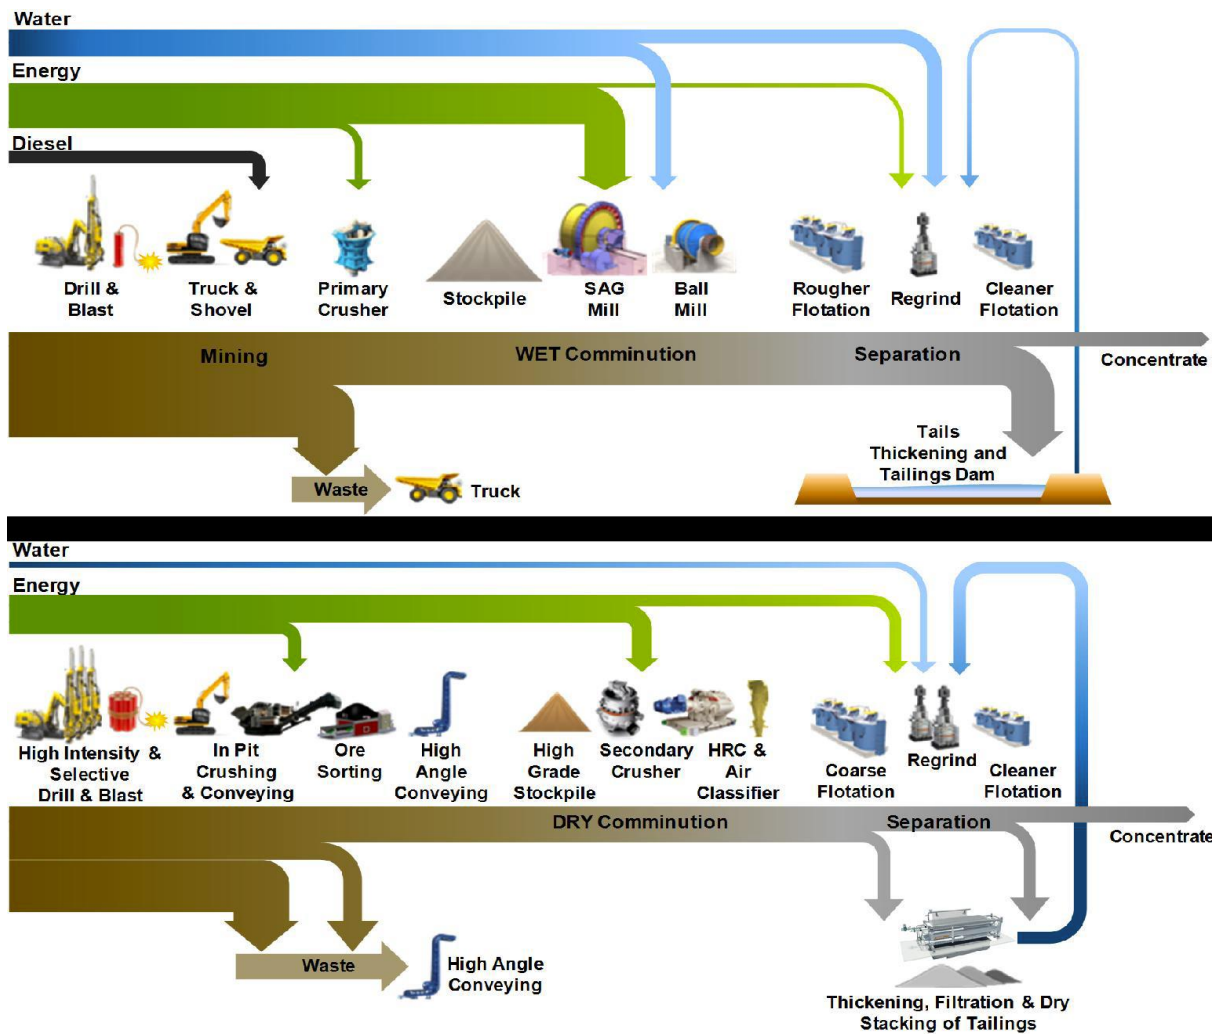 Water
Energy
Diesel
Drill &
Blast
Truck &
Shovel
Primary
Crusher
Stockpile
SAG
Mill
Ball
Mill
Rougher
Flotation
Regrind
Cleaner
Flotation
Mining
WET Comminution
Separation
Concentrate
Waste
Truck
Tails
Thickening and
Tailings Dam
Water
Energy
High Intensity &
Selective
Drill & Blast
In Pit
Crushing
& Conveying
Ore
Sorting
High
Angle
Conveying
High
Grade
Stockpile
Secondary
Crusher
HRC &
Air
Classifier
Coarse
Flotation
Regrind
Cleaner
Flotation
DRY Comminution
Separation
Concentrate
Waste
High Angle
Conveying
Thickening, Filtration & Dry
Stacking of Tailings